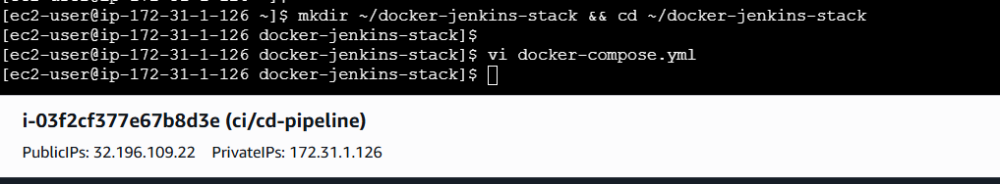 [ec2-user@ip-172-31-1-126 ~]$ mkdir ~/docker-jenkins-stack && cd ~/docker-jenkins-stack
[ec2-user@ip-172-31-1-126 docker-jenkins-stack]$
[ec2-user@ip-172-31-1-126 docker-jenkins-stack]$ vi docker-compose.yml
[ec2-user@ip-172-31-1-126 docker-jenkins-stack]$
i-03f2cf377e67b8d3e (ci/cd-pipeline)
PublicIPs: 32.196.109.22 PrivateIPs: 172.31.1.126